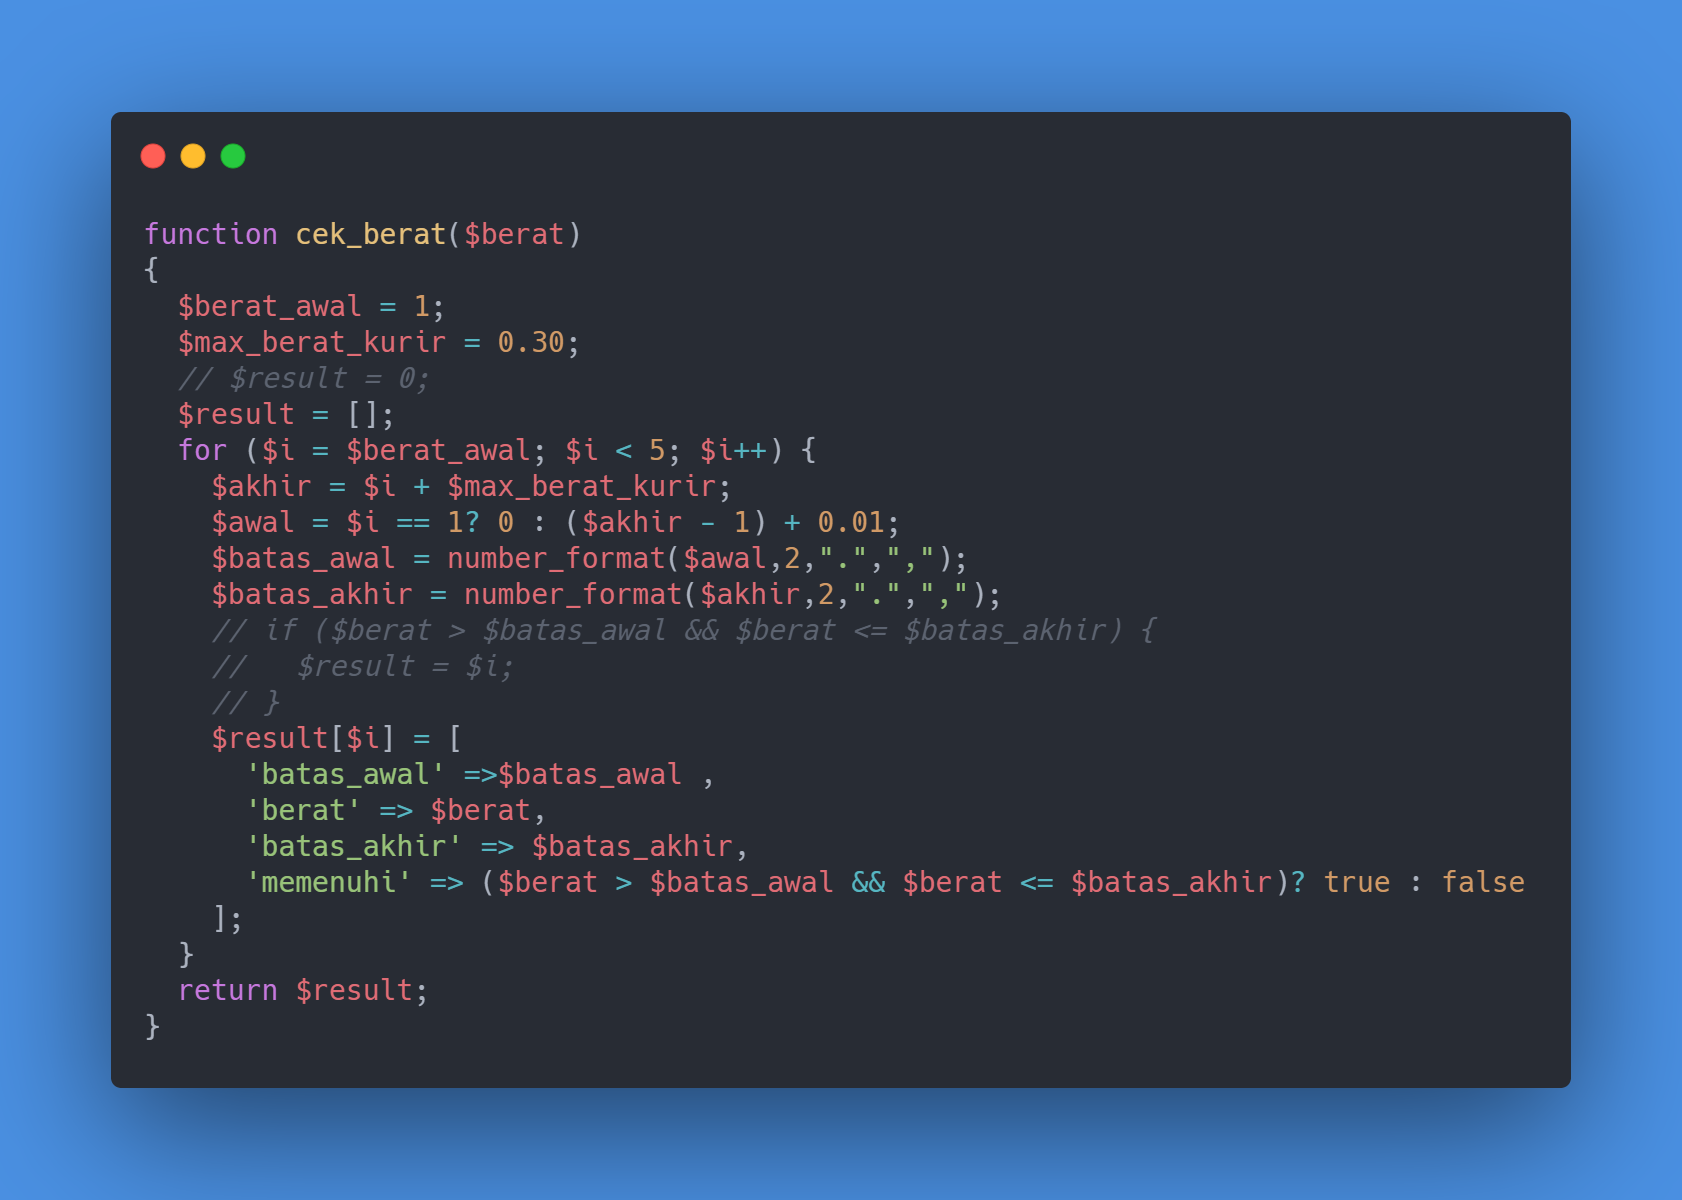 function cek_berat($berat)
{
  $berat_awal = 1;
  $max_berat_kurir = 0.30;
  // $result = 0;
  $result = [];
  for ($i = $berat_awal; $i < 5; $i++) {
    $akhir = $i + $max_berat_kurir;
    $awal = $i == 1? 0 : ($akhir - 1) + 0.01;
    $batas_awal = number_format($awal,2,".",",");
    $batas_akhir = number_format($akhir,2,".",",");
    // if ($berat > $batas_awal && $berat <= $batas_akhir) {
    //   $result = $i;
    // }
    $result[$i] = [
      'batas_awal' =>$batas_awal ,
      'berat' => $berat,
      'batas_akhir' => $batas_akhir,
      'memenuhi' => ($berat > $batas_awal && $berat <= $batas_akhir)? true : false
    ];
  }
  return $result;
}